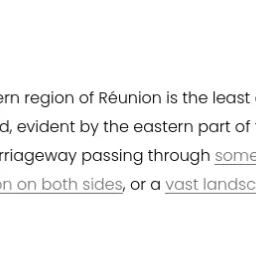 ern region of Réunion is the least
d, evident by the eastern part of
rriageway passing through some
on on both sides, or a vast landsc